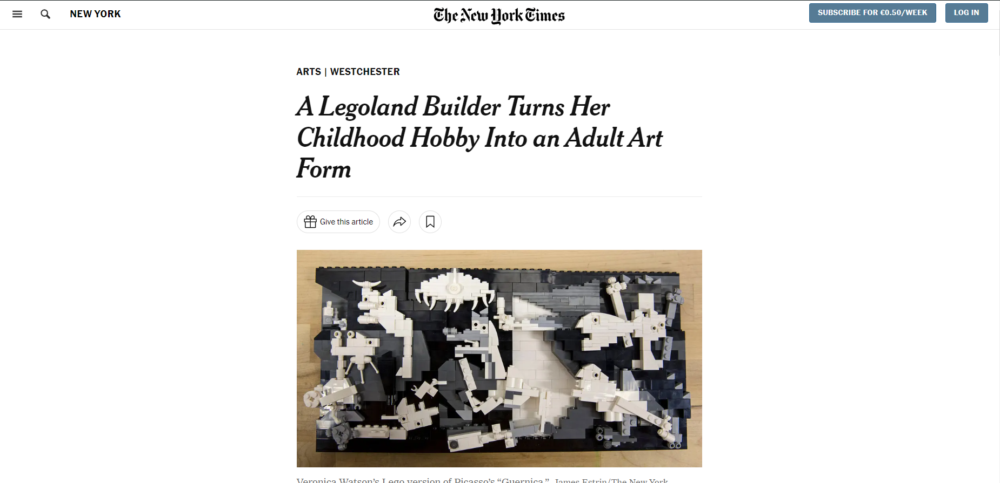 NEW YORK
The New York Times
SUBSCRIBE FOR €0.50/WEEK
LOG IN
ARTS | WESTCHESTER
A Legoland Builder Turns Her
Childhood Hobby Into an Adult Art
Form
Give this article
Veronica Watson's Lego version of Picasso's “Guernica.” James Estrin/The New York